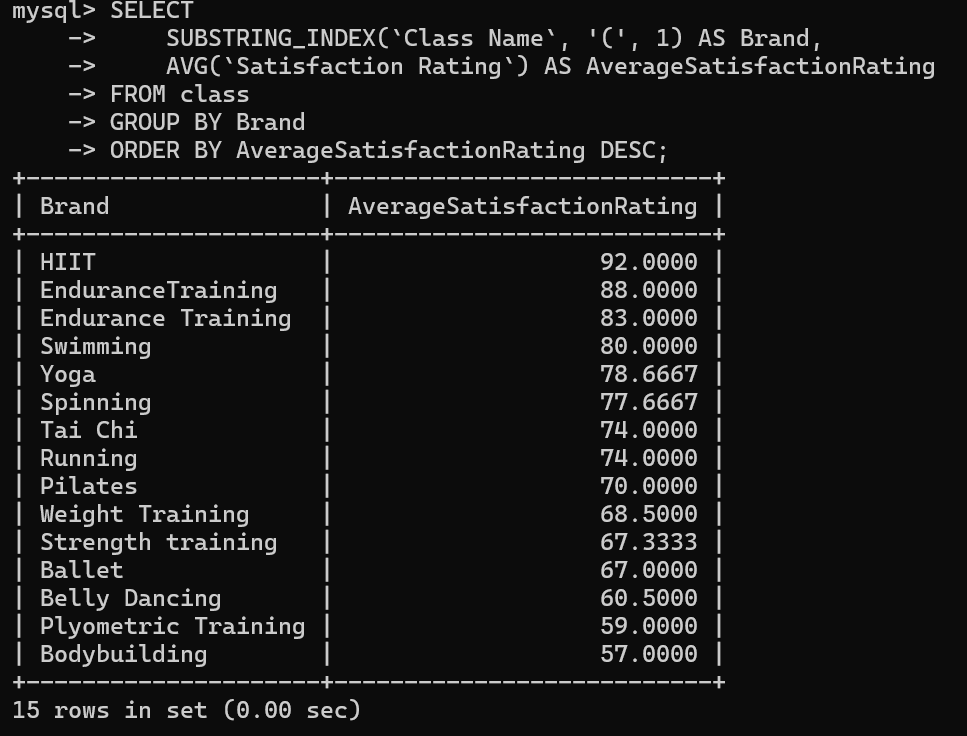 mysql> SELECT
    ->     SUBSTRING_INDEX(`Class Name`, '(', 1) AS Brand,
    ->     AVG(`Satisfaction Rating`) AS AverageSatisfactionRating
    -> FROM class
    -> GROUP BY Brand
    -> ORDER BY AverageSatisfactionRating DESC;
+---------------------+---------------------------+
| Brand               | AverageSatisfactionRating |
+---------------------+---------------------------+
| HIIT                |                   92.0000 |
| EnduranceTraining   |                   88.0000 |
| Endurance Training  |                   83.0000 |
| Swimming            |                   80.0000 |
| Yoga                |                   78.6667 |
| Spinning            |                   77.6667 |
| Tai Chi             |                   74.0000 |
| Running             |                   74.0000 |
| Pilates             |                   70.0000 |
| Weight Training     |                   68.5000 |
| Strength training   |                   67.3333 |
| Ballet              |                   67.0000 |
| Belly Dancing       |                   60.5000 |
| Plyometric Training |                   59.0000 |
| Bodybuilding        |                   57.0000 |
+---------------------+---------------------------+
15 rows in set (0.00 sec)